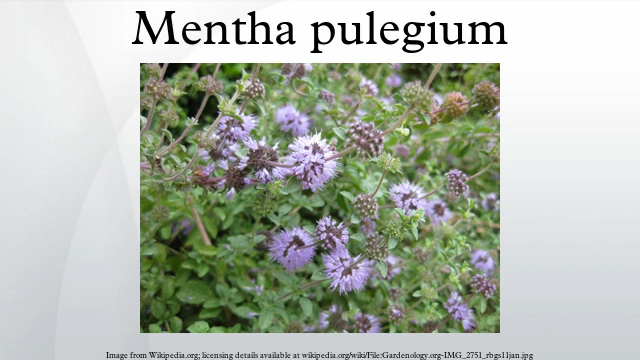 Mentha pulegium
Image from Wikipedia.org; licensing details available at wikipedia.org/wiki/File:Gardenology.org-IMG_2751_rbgs11jan.jpg